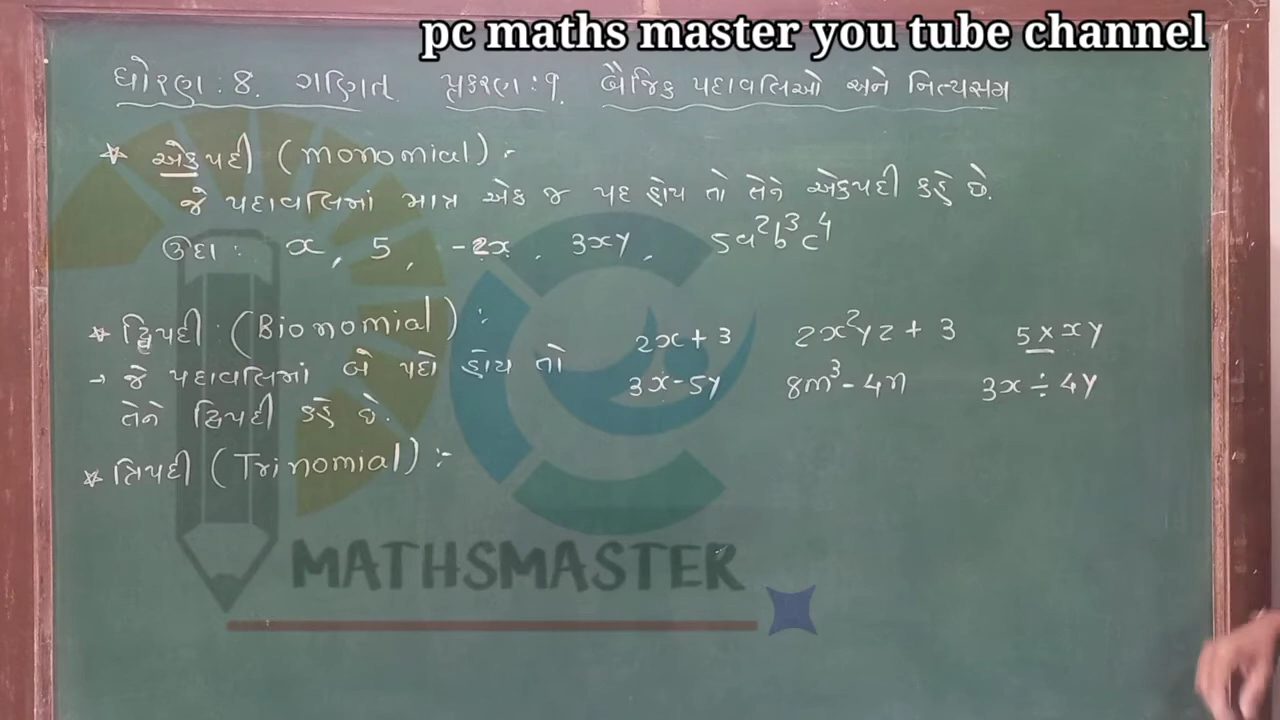 pc maths master you tube channel
ધોરણ : 8. ગણિત પ્રકરણ : 9. બૈજિક પદાવલિઓ અને નિત્યસમ
* એકપદી (monomial) :-
જે પદાવલિમાં માત્ર એક જ પદ હોય તો તેને એકપદી કહે છે.
ઉદા : x, 5, -2x, 3xy, 5a²b³c⁴
* દ્વિપદી : (Bionomial) :-
2x + 3 2x²yz + 3 5 × xy
→ જે પદાવલિમાં બે પદો હોય તો
3x - 5y 8m³ - 4n 3x ÷ 4y
તેને દ્વિપદી કહે છે.
* ત્રિપદી (Trinomial) :-
MATHSMASTER